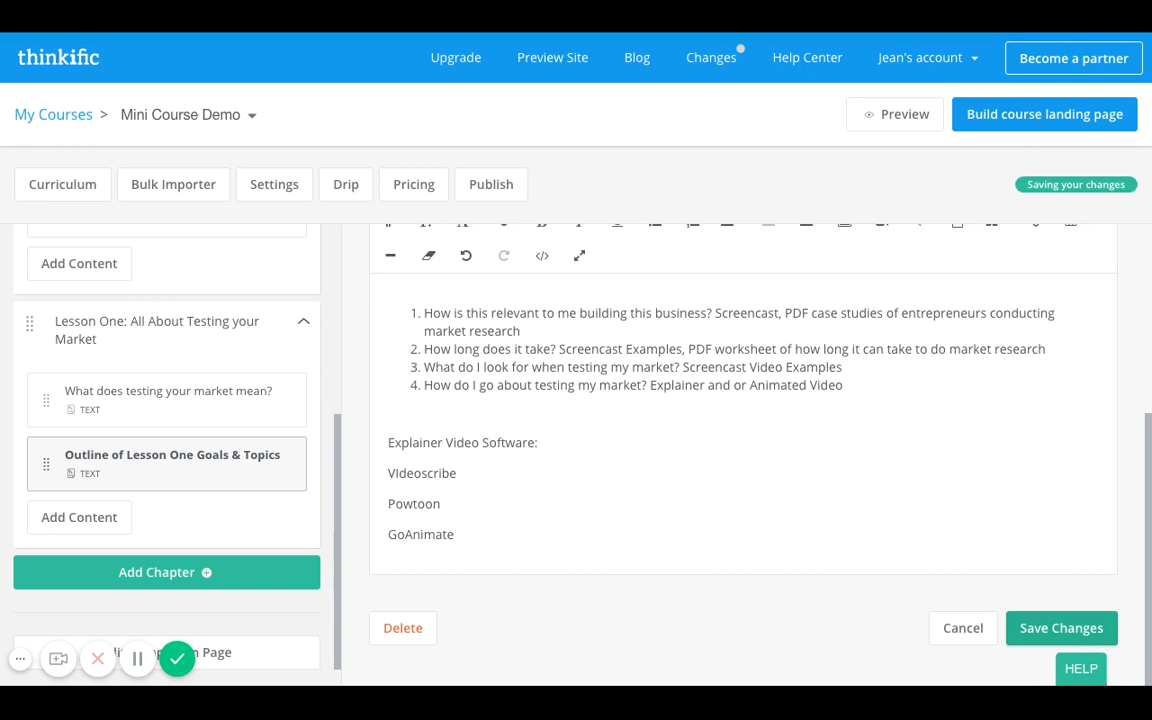 thinkific
Upgrade
Preview Site
Blog
Changes
Help Center
Jean's account
Become a partner
My Courses >
Mini Course Demo
Preview
Build course landing page
Curriculum
Bulk Importer
Settings
Drip
Pricing
Publish
Saving your changes
Add Content
Lesson One: All About Testing your
Market
What does testing your market mean?
TEXT
Outline of Lesson One Goals & Topics
TEXT
Add Content
Add Chapter
Page
1. How is this relevant to me building this business? Screencast, PDF case studies of entrepreneurs conducting
market research
2. How long does it take? Screencast Examples, PDF worksheet of how long it can take to do market research
3. What do I look for when testing my market? Screencast Video Examples
4. How do I go about testing my market? Explainer and or Animated Video
Explainer Video Software:
VIdeoscribe
Powtoon
GoAnimate
Delete
Cancel
Save Changes
HELP